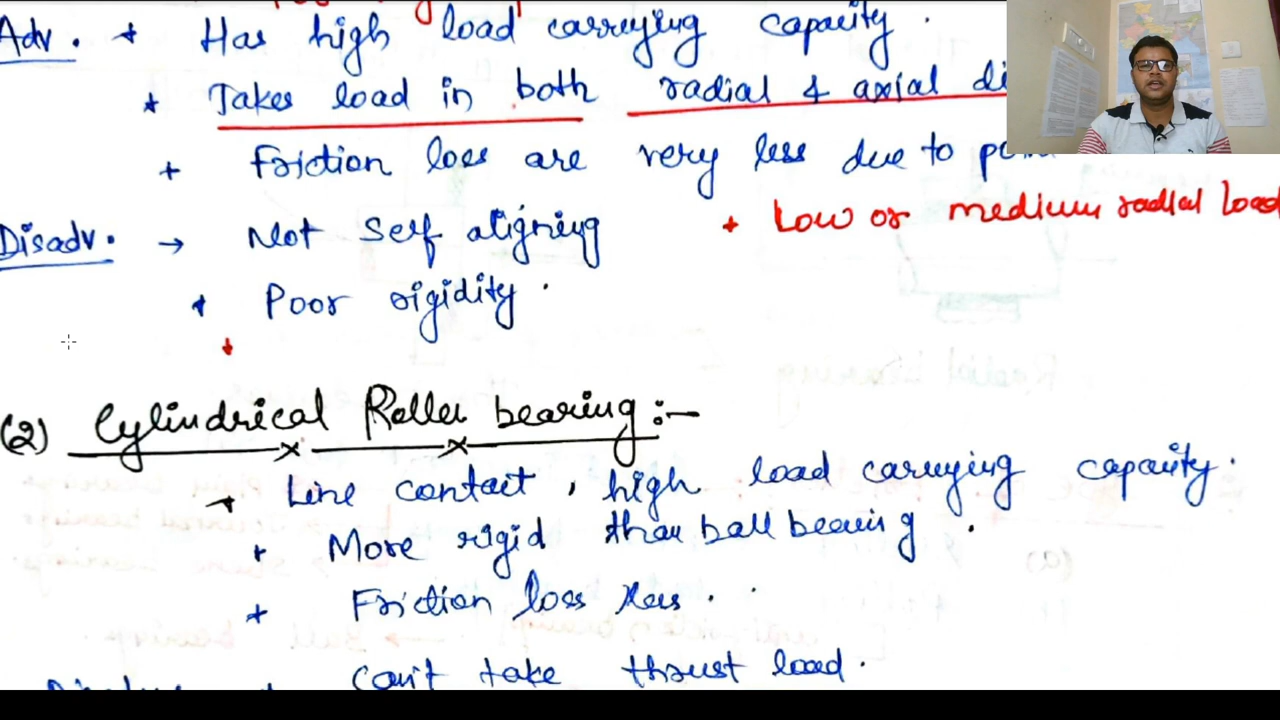 Adv. * Has high load carrying capacity.
* Takes load in both radial & axial di
* Friction loss are very less due to
Disadv. → Not self aligning
* Low or medium radial load
* Poor rigidity.
(2) Cylindrical Roller bearing :-
→ Line contact, high load carrying capacity.
* More rigid than ball bearing.
* Friction loss less.
can't take thrust load.